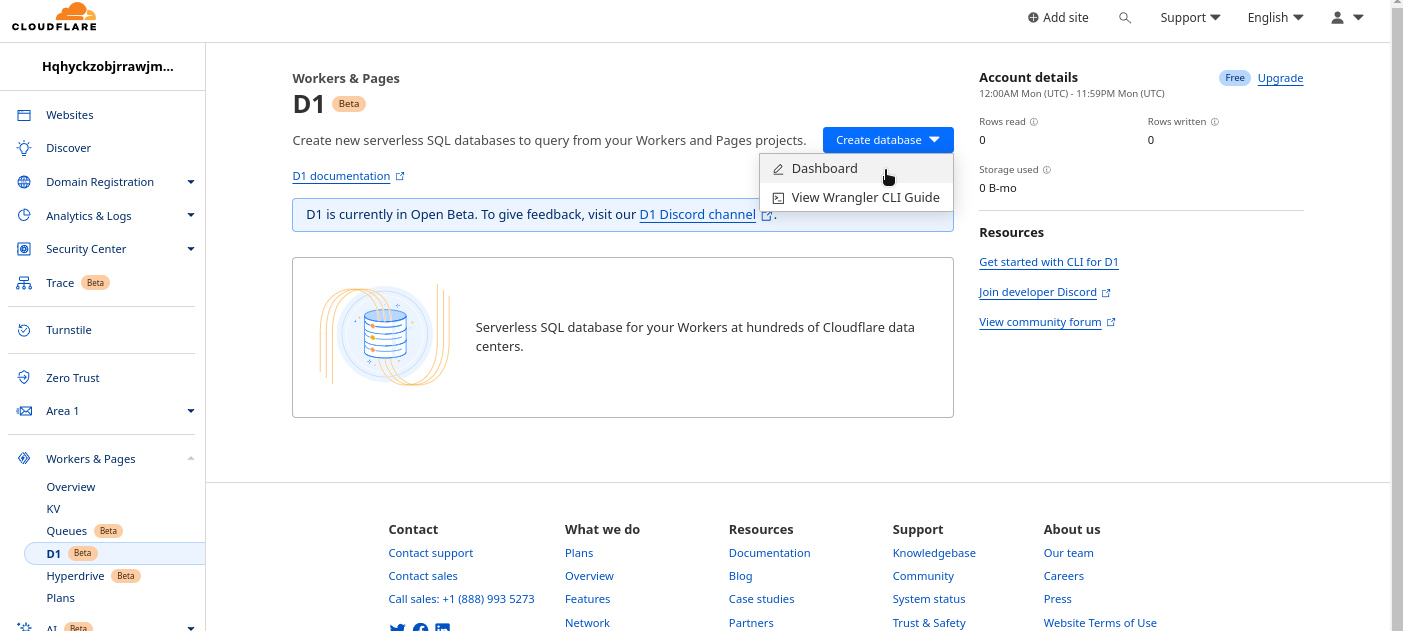 CLOUDFLARE
Add site
Support
English
Hqhyckzobjrrawjm...
Websites
Discover
Domain Registration
Analytics & Logs
Security Center
Trace Beta
Turnstile
Zero Trust
Area 1
Workers & Pages
Overview
KV
Queues Beta
D1 Beta
Hyperdrive Beta
Plans
AI Beta
Workers & Pages
D1 Beta
Create new serverless SQL databases to query from your Workers and Pages projects.
Create database
Dashboard
View Wrangler CLI Guide
D1 documentation
D1 is currently in Open Beta. To give feedback, visit our D1 Discord channel .
Serverless SQL database for your Workers at hundreds of Cloudflare data
centers.
Account details
Free Upgrade
12:00AM Mon (UTC) - 11:59PM Mon (UTC)
Rows read
0
Rows written
0
Storage used
0 B-mo
Resources
Get started with CLI for D1
Join developer Discord
View community forum
Contact
Contact support
Contact sales
Call sales: +1 (888) 993 5273
What we do
Plans
Overview
Features
Network
Resources
Documentation
Blog
Case studies
Partners
Support
Knowledgebase
Community
System status
Trust & Safety
About us
Our team
Careers
Press
Website Terms of Use